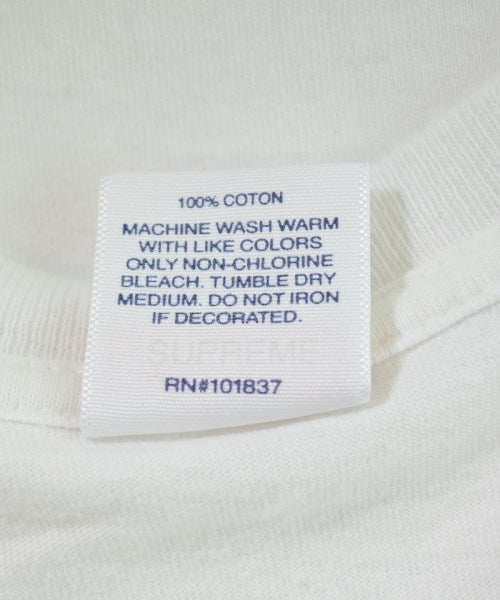 100% COTON
MACHINE WASH WARM
WITH LIKE COLORS
ONLY NON-CHLORINE
BLEACH. TUMBLE DRY
MEDIUM. DO NOT IRON
IF DECORATED.
SUPREME
RN#101837